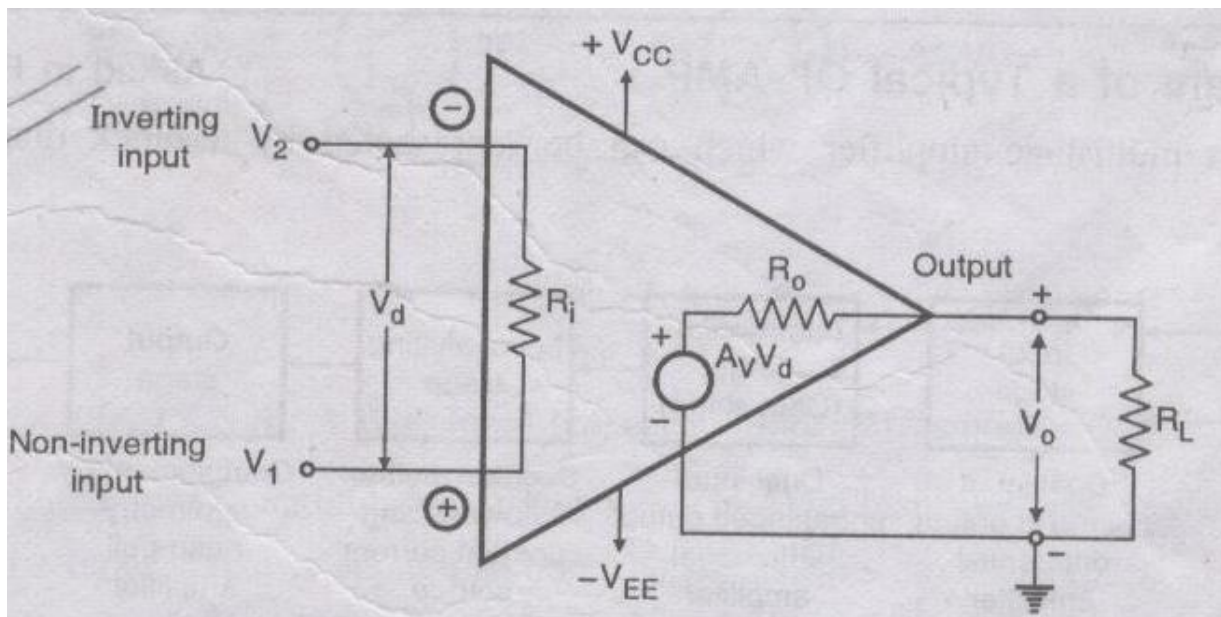 + V_CC
−
Inverting
input
V_2
V_d
R_i
R_o
Output
+
+
A_V V_d
−
V_o
R_L
Non-inverting
input
V_1
+
−V_EE
−